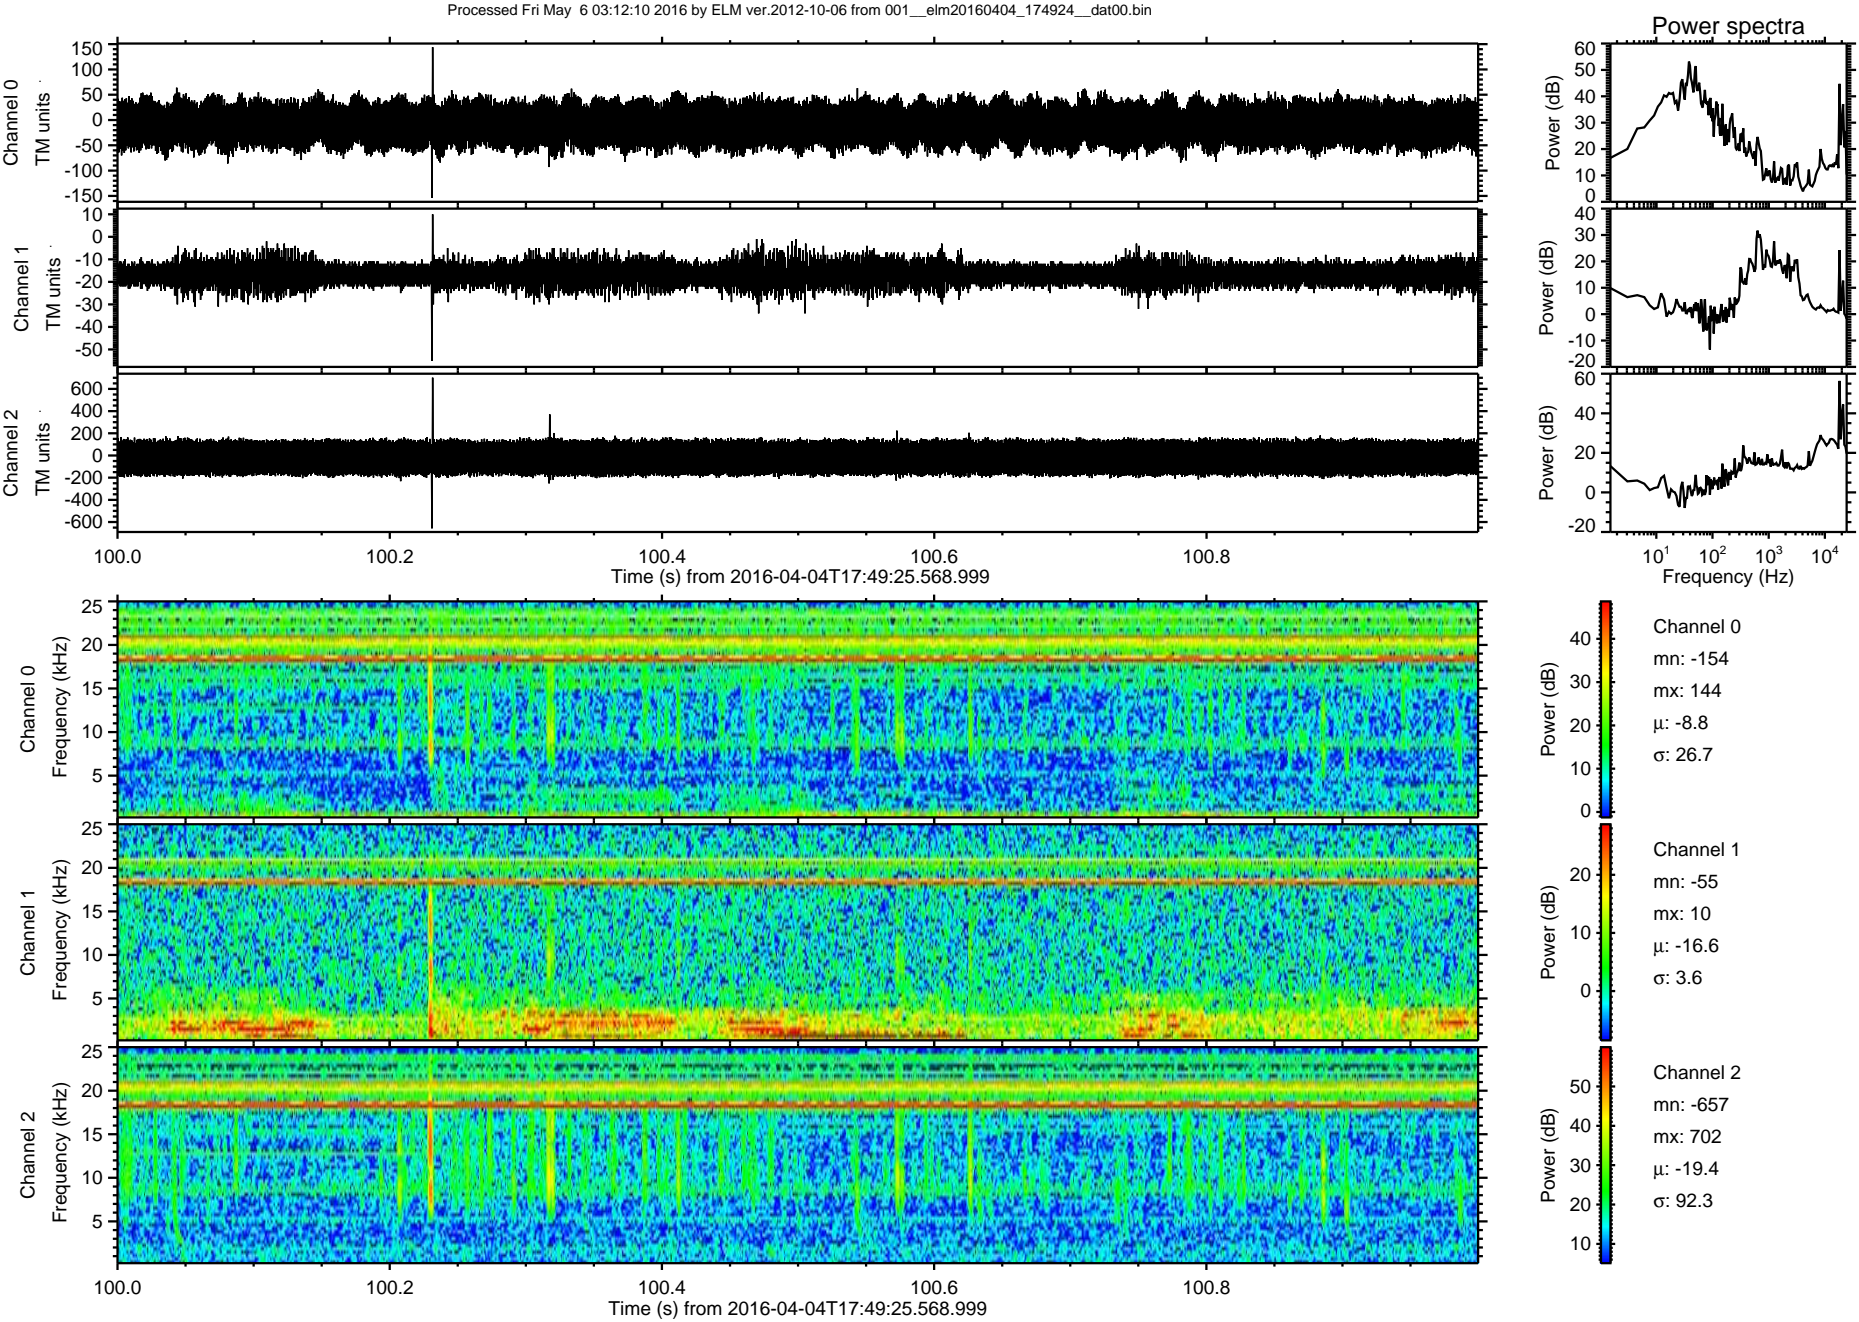 Processed Fri May  6 03:12:10 2016 by ELM ver.2012-10-06 from 001__elm20160404_174924__dat00.bin
Power spectra
Channel 0
TM units
150
100
50
0
-50
-100
-150
Power (dB)
60
50
40
30
20
10
0
Channel 1
TM units
10
0
-10
-20
-30
-40
-50
Power (dB)
40
30
20
10
0
-10
-20
Channel 2
TM units
600
400
200
0
-200
-400
-600
Power (dB)
60
40
20
0
-20
100.0 100.2 100.4 100.6 100.8
Time (s) from 2016-04-04T17:49:25.568.999
10¹ 10² 10³ 10⁴
Frequency (Hz)
Channel 0
Frequency (kHz)
25
20
15
10
5
Power (dB)
40
30
20
10
0
Channel 0
mn: -154
mx: 144
μ: -8.8
σ: 26.7
Channel 1
Frequency (kHz)
25
20
15
10
5
Power (dB)
20
10
0
Channel 1
mn: -55
mx: 10
μ: -16.6
σ: 3.6
Channel 2
Frequency (kHz)
25
20
15
10
5
Power (dB)
50
40
30
20
10
Channel 2
mn: -657
mx: 702
μ: -19.4
σ: 92.3
100.0 100.2 100.4 100.6 100.8
Time (s) from 2016-04-04T17:49:25.568.999